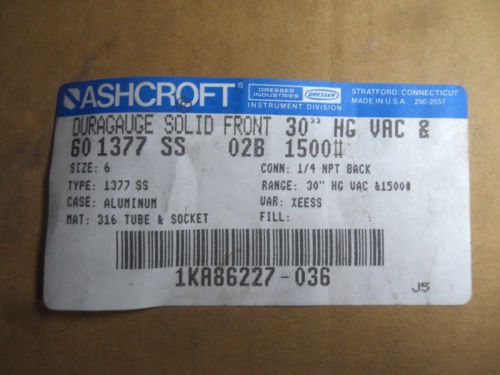 ASHCROFT®
DRESSER INDUSTRIES DRESSER
INSTRUMENT DIVISION
STRATFORD, CONNECTICUT
MADE IN U.S.A. 250-2557
DURAGAUGE SOLID FRONT 30" HG VAC &
60 1377 SS 02B 1500#
SIZE: 6 CONN: 1/4 NPT BACK
TYPE: 1377 SS RANGE: 30" HG VAC &1500#
CASE: ALUMINUM VAR: XEESS
MAT: 316 TUBE & SOCKET FILL:
1KA86227-036
J5